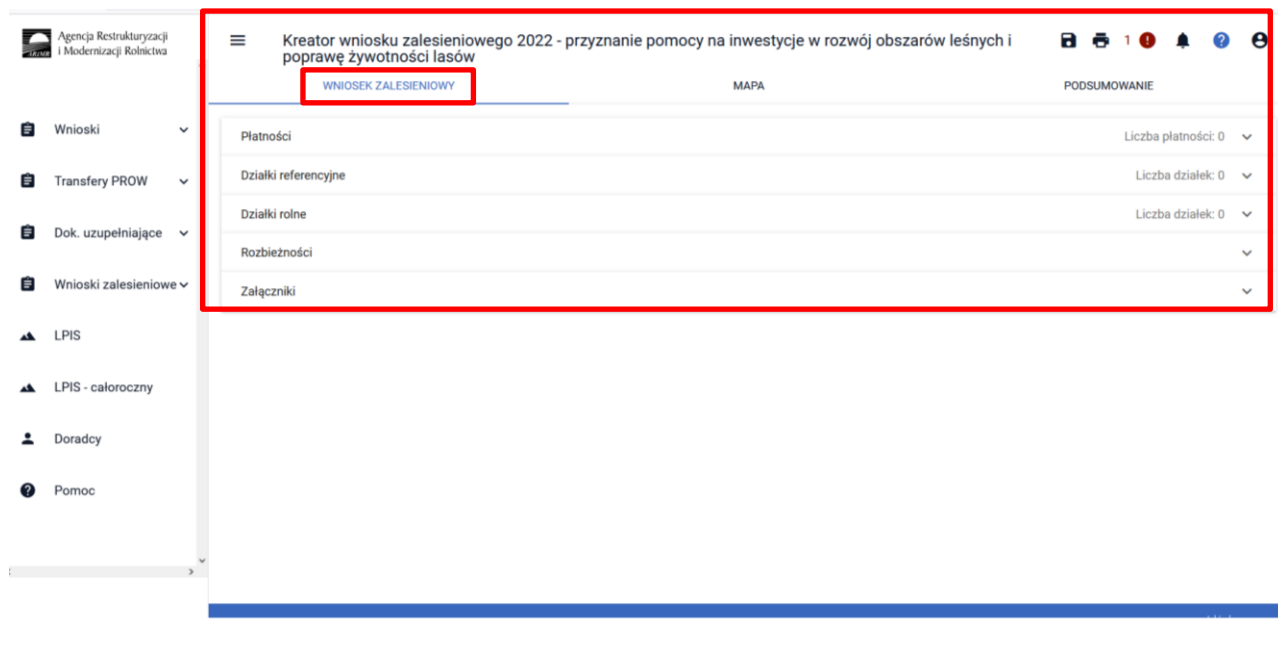 Agencja Restrukturyzacji
i Modernizacji Rolnictwa
Kreator wniosku zalesieniowego 2022 - przyznanie pomocy na inwestycje w rozwój obszarów leśnych i
poprawę żywotności lasów
1
WNIOSEK ZALESIENIOWY
MAPA
PODSUMOWANIE
Wnioski
Transfery PROW
Dok. uzupełniające
Wnioski zalesieniowe
LPIS
LPIS - całoroczny
Doradcy
Pomoc
Płatności
Liczba płatności: 0
Działki referencyjne
Liczba działek: 0
Działki rolne
Liczba działek: 0
Rozbieżności
Załączniki